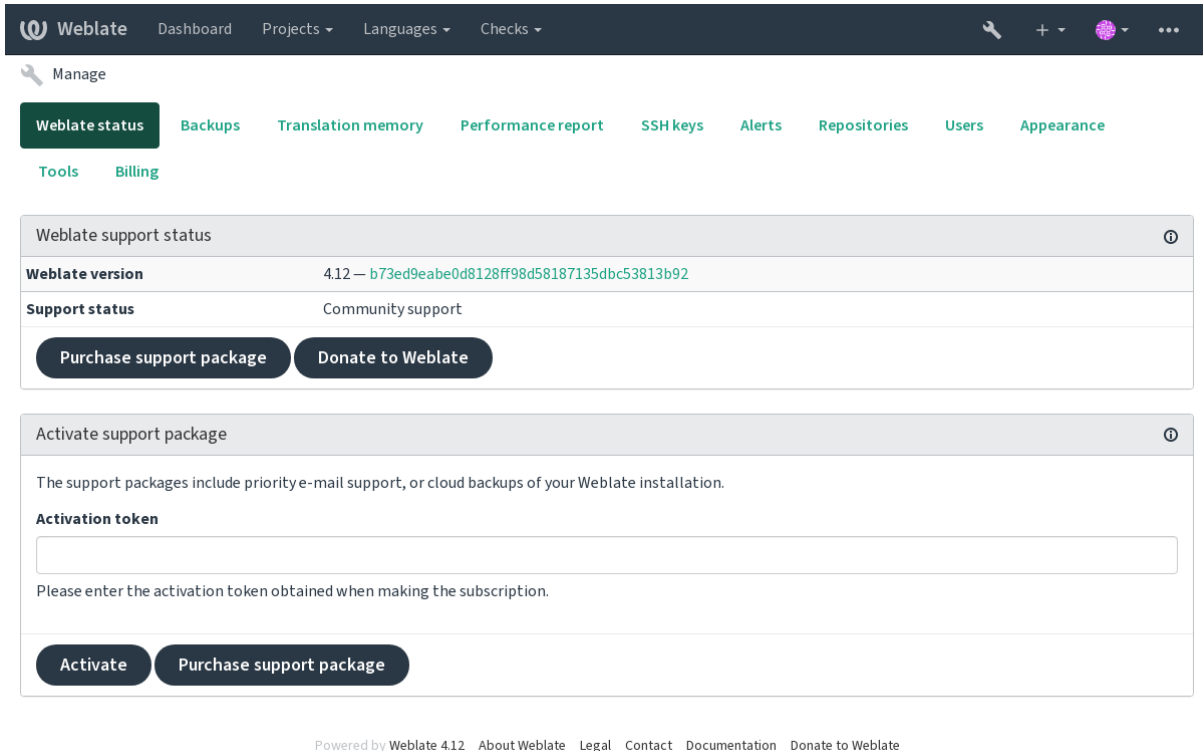 Weblate Dashboard Projects Languages Checks
Manage
Weblate status Backups Translation memory Performance report SSH keys Alerts Repositories Users Appearance
Tools Billing
Weblate support status
Weblate version 4.12 — b73ed9eabe0d8128ff98d58187135dbc53813b92
Support status Community support
Purchase support package Donate to Weblate
Activate support package
The support packages include priority e-mail support, or cloud backups of your Weblate installation.
Activation token
Please enter the activation token obtained when making the subscription.
Activate Purchase support package
Powered by Weblate 4.12 About Weblate Legal Contact Documentation Donate to Weblate